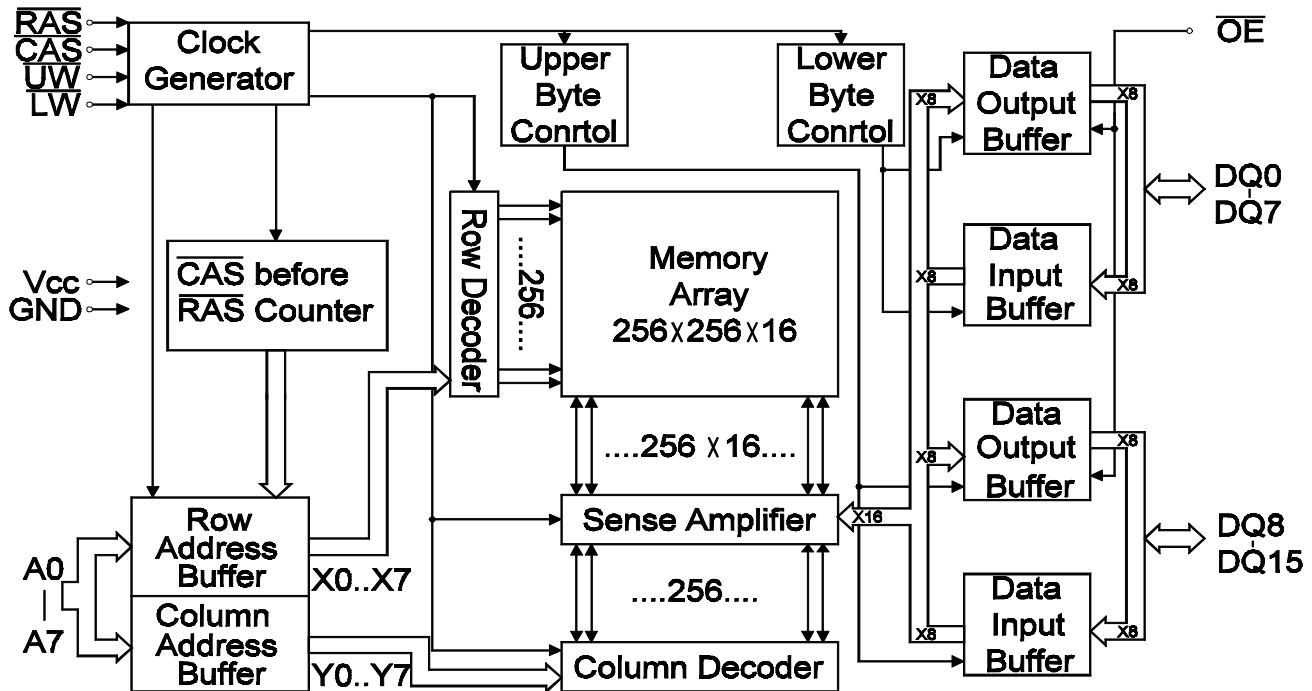 RAS
CAS
UW
LW
Clock
Generator
Upper
Byte
Conrtol
Lower
Byte
Conrtol
Data
Output
Buffer
OE
X8
X8
DQ0
-
DQ7
Data
Input
Buffer
X8
X8
Vcc
GND
CAS before
RAS Counter
Row Decoder
....256....
Memory
Array
256X256X16
....256 X16....
Data
Output
Buffer
X8
X8
Sense Amplifier
X16
DQ8
-
DQ15
A0
A7
Row
Address
Buffer
X0..X7
Column
Address
Buffer
Y0..Y7
....256....
Column Decoder
Data
Input
Buffer
X8
X8